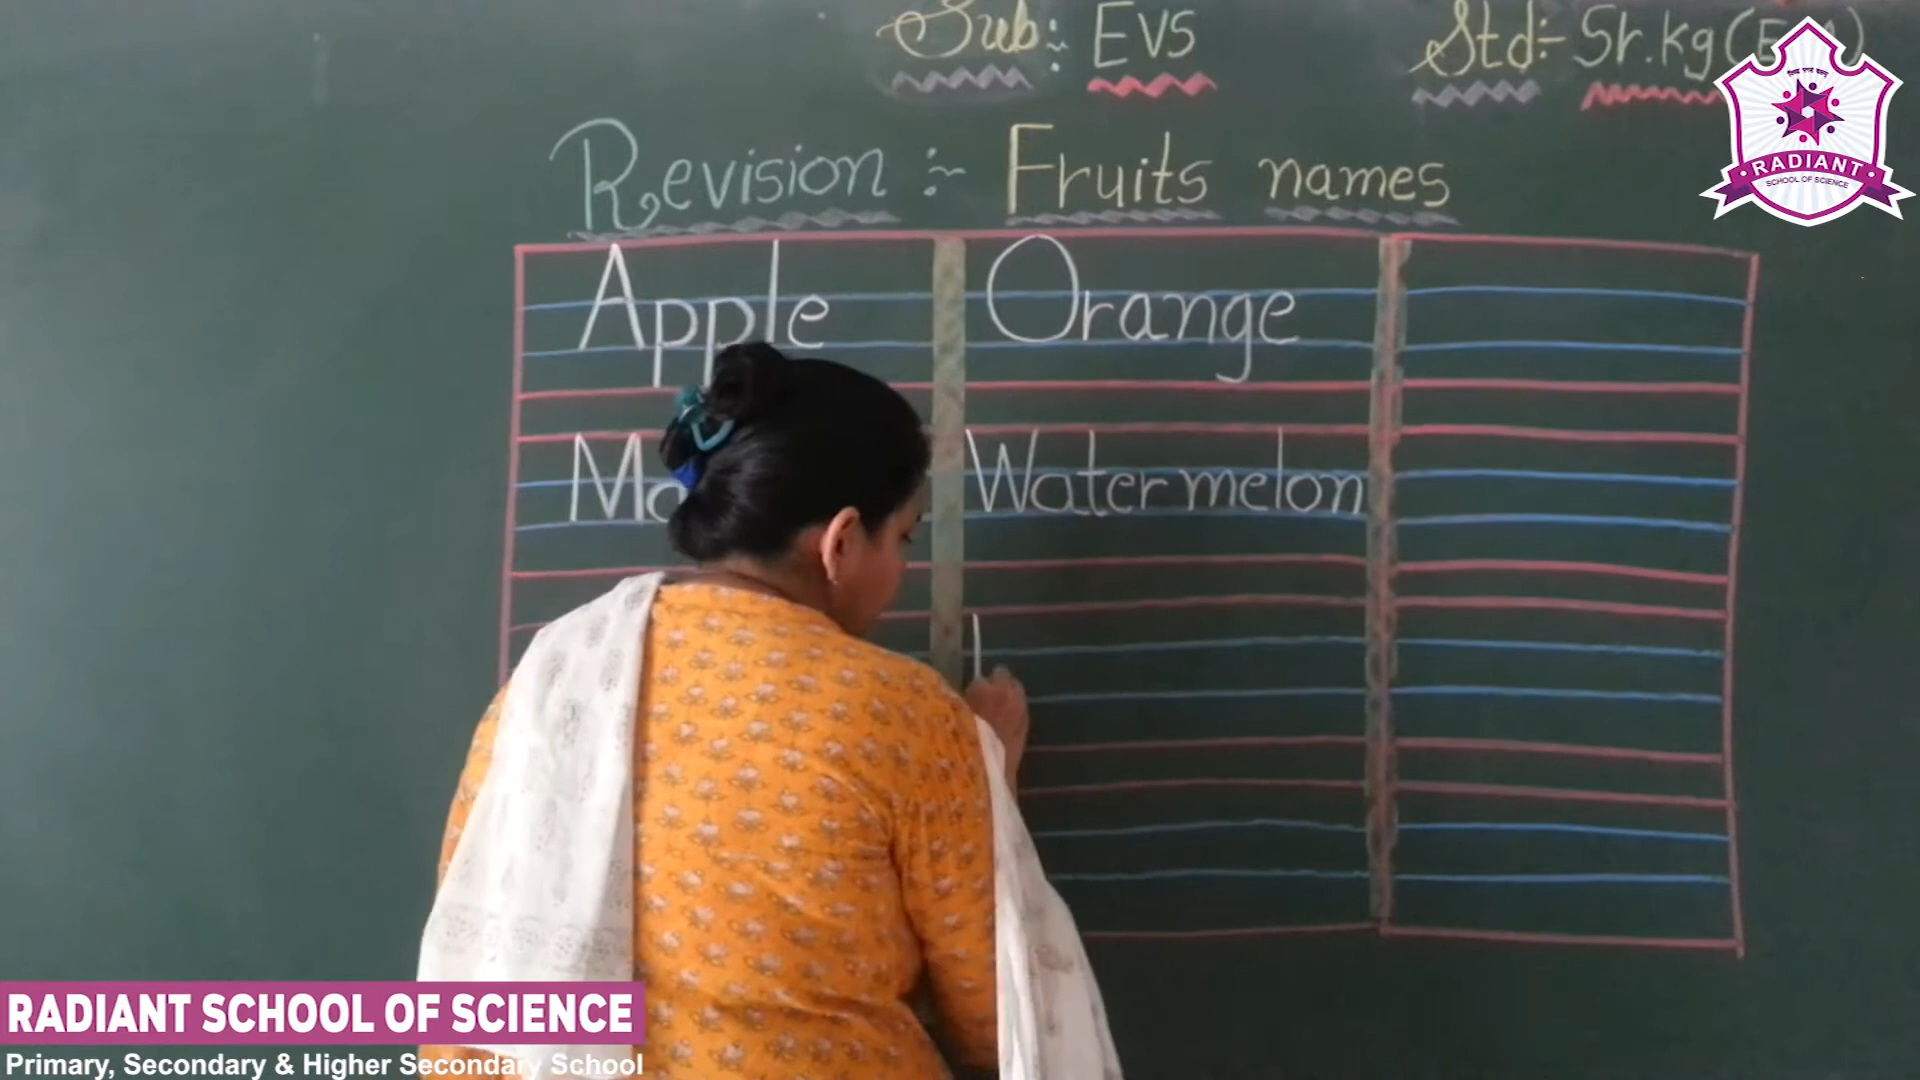 Sub:- EVS
Std:- Sr.kg
RADIANT
SCHOOL OF SCIENCE
Revision :- Fruits names
Apple Orange
Watermelon
RADIANT SCHOOL OF SCIENCE
Primary, Secondary & Higher Secondary School